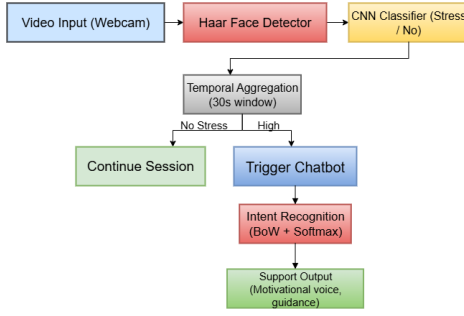 Video Input (Webcam)
Haar Face Detector
CNN Classifier (Stress
/ No)
Temporal Aggregation
(30s window)
No Stress
High
Continue Session
Trigger Chatbot
Intent Recognition
(BoW + Softmax)
Support Output
(Motivational voice,
guidance)